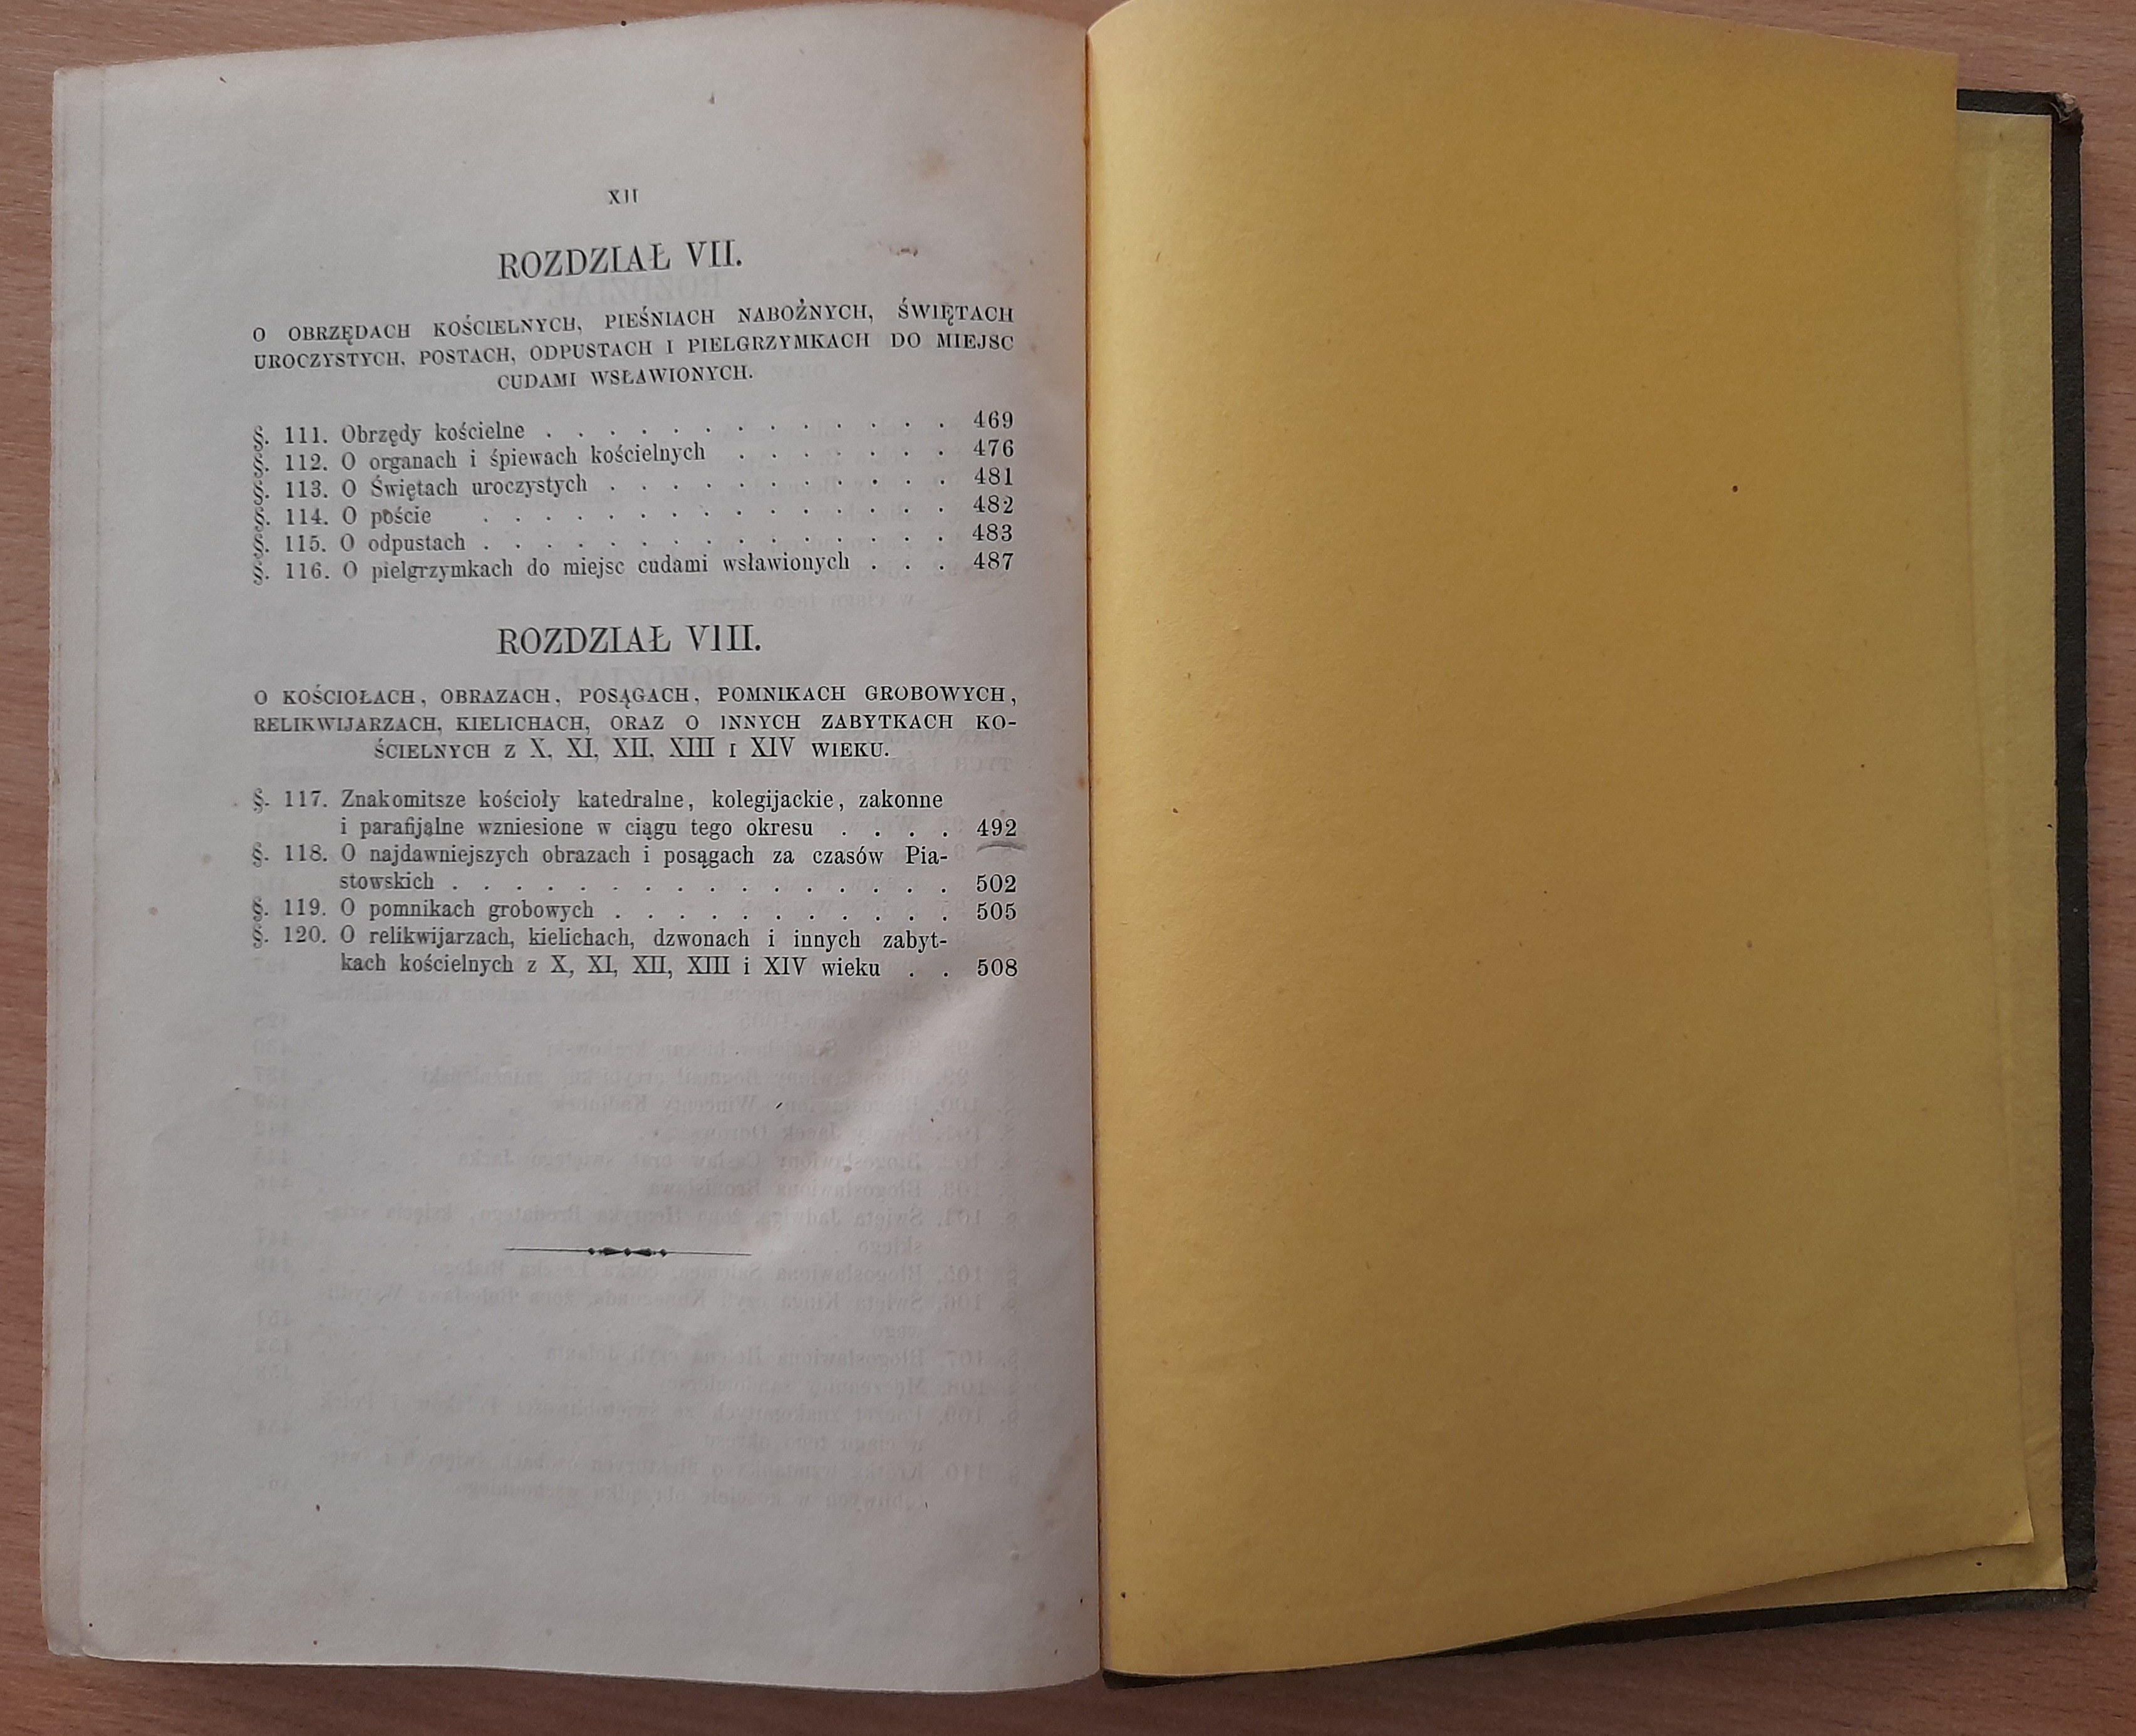 XII
ROZDZIAŁ VII.
O OBRZĘDACH KOŚCIELNYCH, PIEŚNIACH NABOŻNYCH, ŚWIĘTACH
UROCZYSTYCH, POSTACH, ODPUSTACH I PIELGRZYMKACH DO MIEJSC
CUDAMI WSŁAWIONYCH.
§. 111. Obrzędy kościelne . . . . . . . . . . . . . 469
§. 112. O organach i śpiewach kościelnych . . . . . . . 476
§. 113. O Świętach uroczystych . . . . . . . . . . . 481
§. 114. O poście . . . . . . . . . . . . . . . 482
§. 115. O odpustach . . . . . . . . . . . . . . . 483
§. 116. O pielgrzymkach do miejsc cudami wsławionych . . . 487
ROZDZIAŁ VIII.
O KOŚCIOŁACH, OBRAZACH, POSĄGACH, POMNIKACH GROBOWYCH,
RELIKWIJARZACH, KIELICHACH, ORAZ O INNYCH ZABYTKACH KO-
ŚCIELNYCH Z X, XI, XII, XIII I XIV WIEKU.
§. 117. Znakomitsze kościoły katedralne, kolegijackie, zakonne
i parafijalne wzniesione w ciągu tego okresu . . . . 492
§. 118. O najdawniejszych obrazach i posągach za czasów Pia-
stowskich . . . . . . . . . . . . . . . . 502
§. 119. O pomnikach grobowych . . . . . . . . . . . 505
§. 120. O relikwijarzach, kielichach, dzwonach i innych zabyt-
kach kościelnych z X, XI, XII, XIII i XIV wieku . . 508